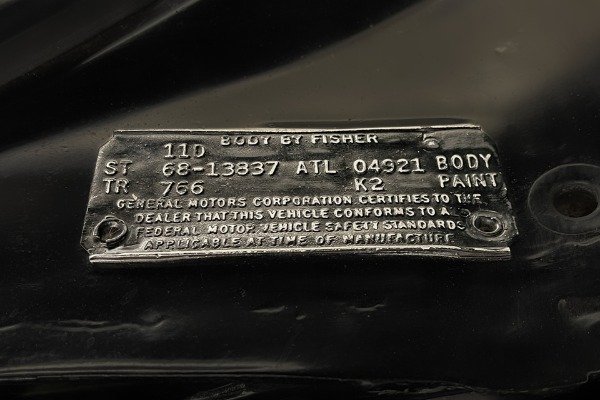 BODY BY FISHER
11D
ST 68-13837 ATL 04921 BODY
TR 766 K2 PAINT
GENERAL MOTORS CORPORATION CERTIFIES TO THE
DEALER THAT THIS VEHICLE CONFORMS TO A
FEDERAL MOTOR VEHICLE SAFETY STANDARDS
APPLICABLE AT TIME OF MANUFACTURE